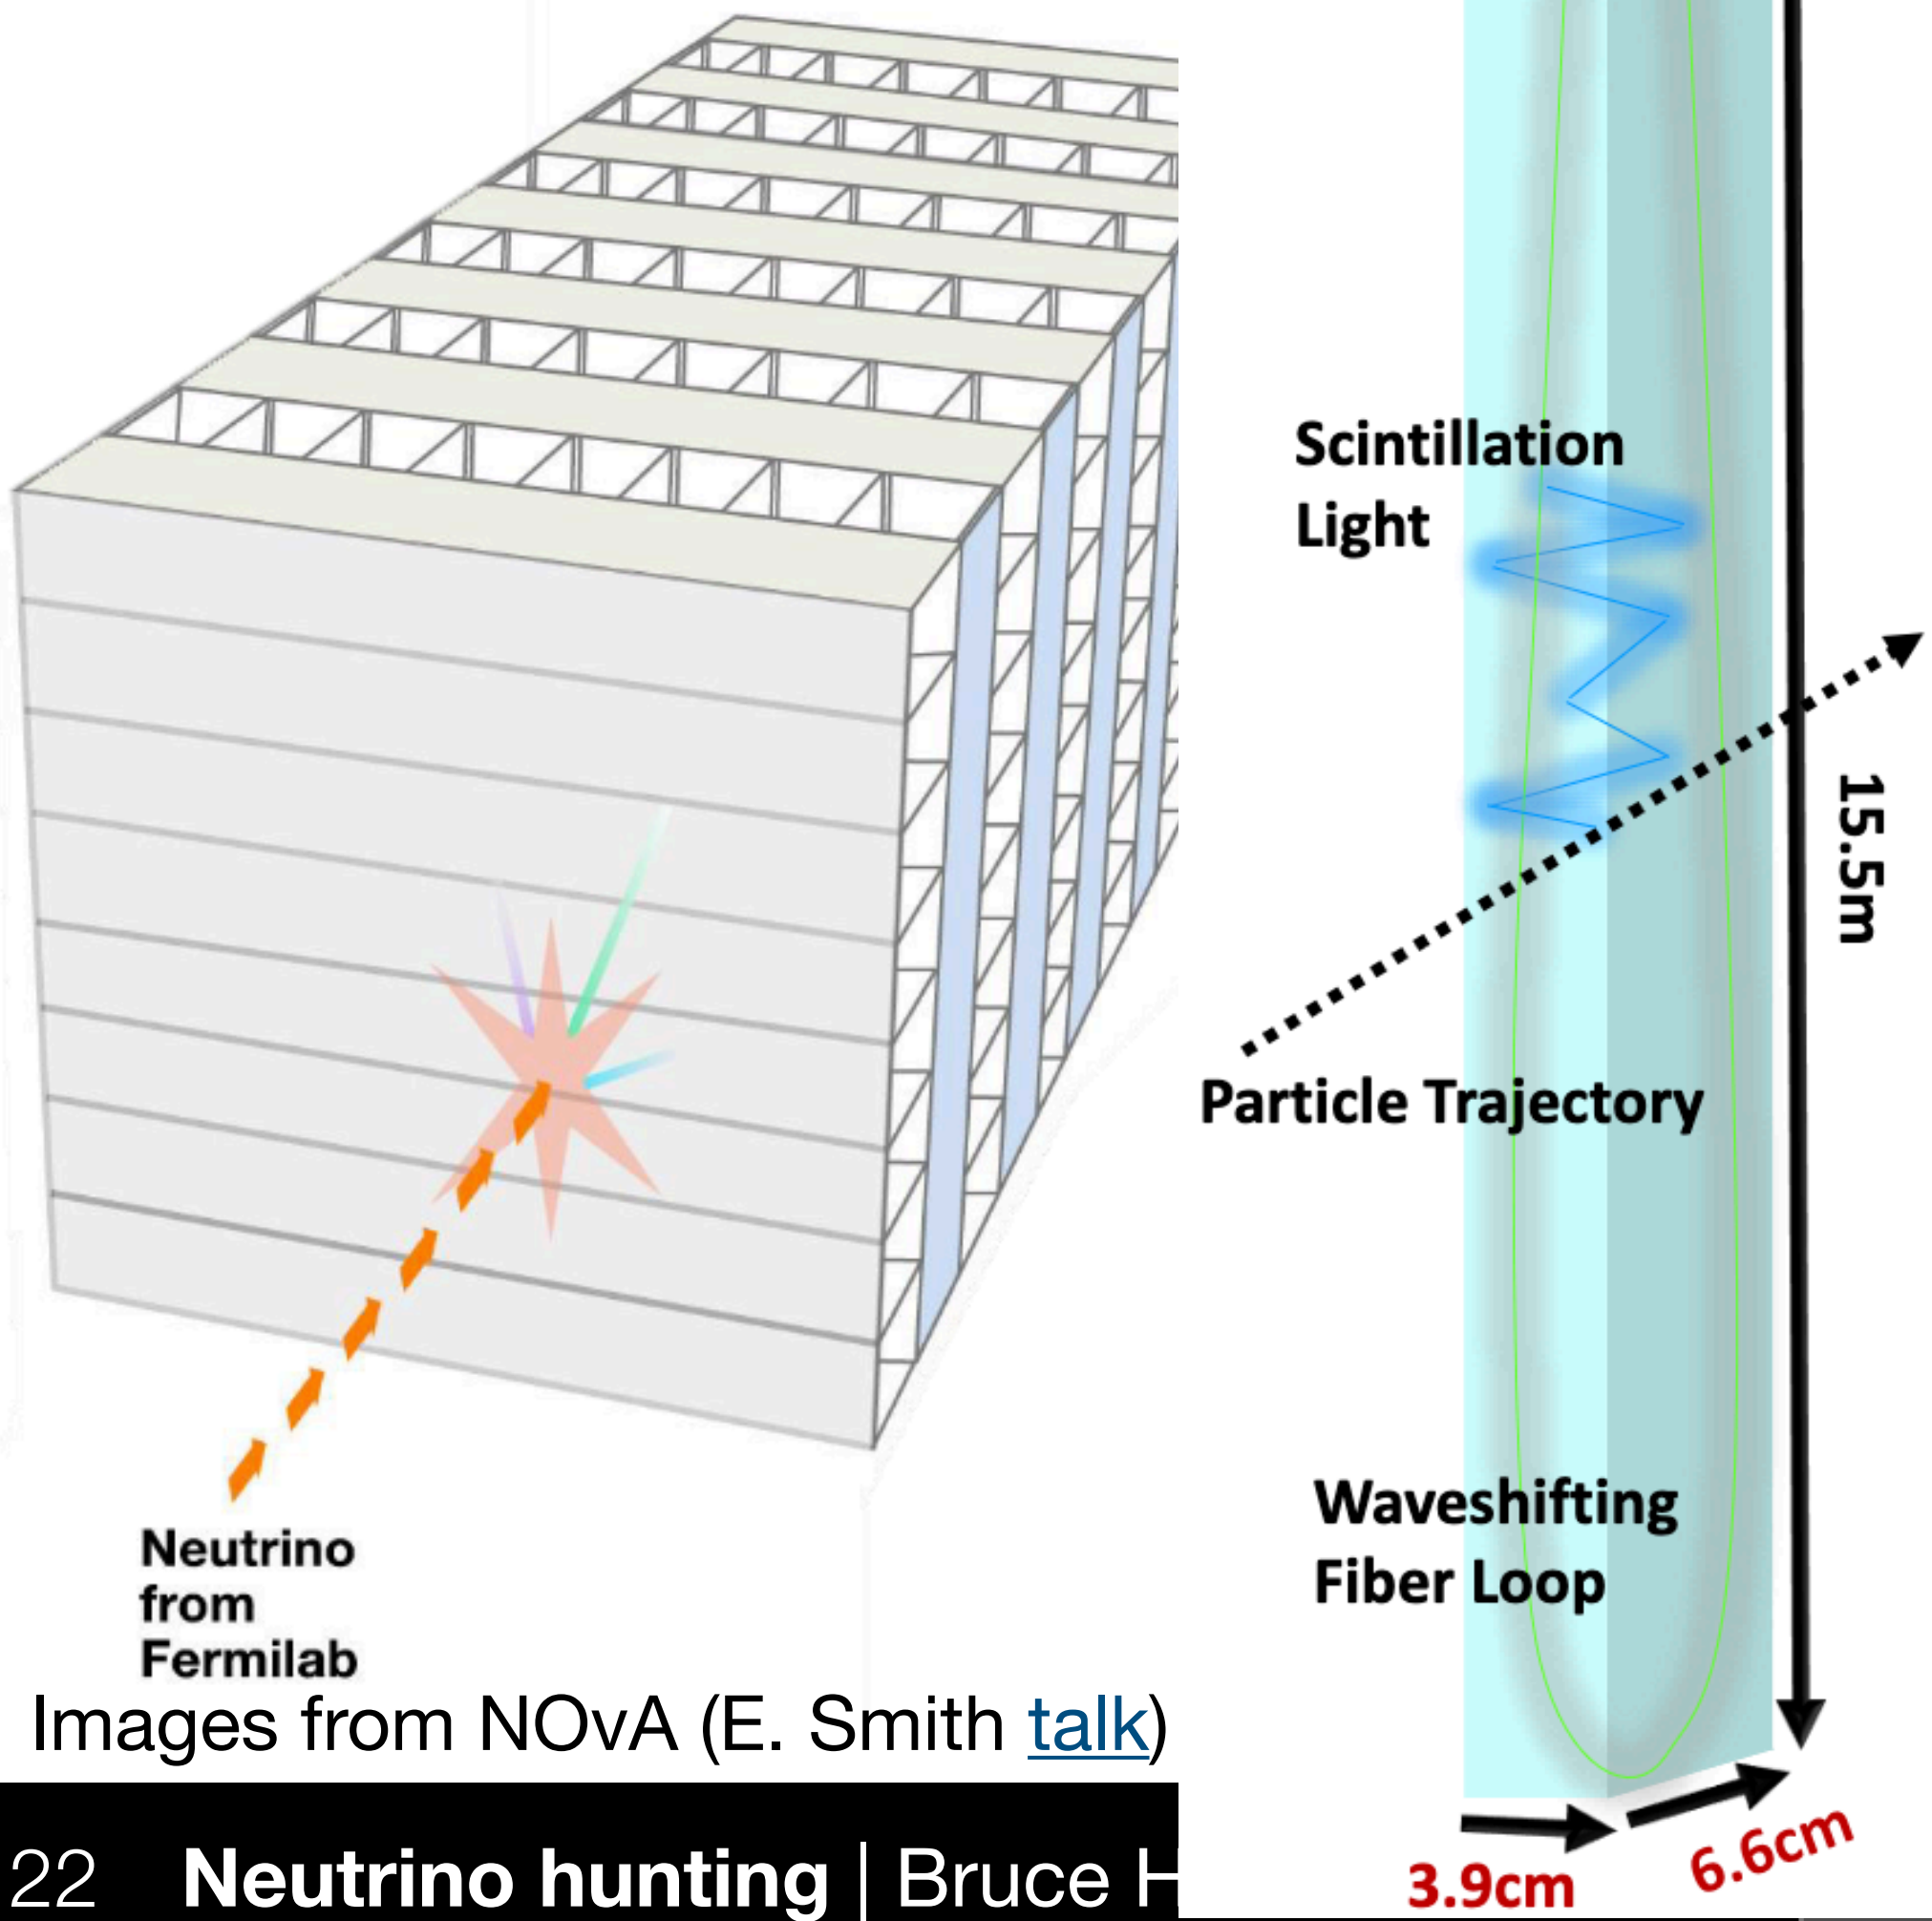 Scintillation
Light
15.5m
Particle Trajectory
Waveshifting
Fiber Loop
Neutrino
from
Fermilab
Images from NOvA (E. Smith talk)
3.9cm
6.6cm
22 Neutrino hunting | Bruce H